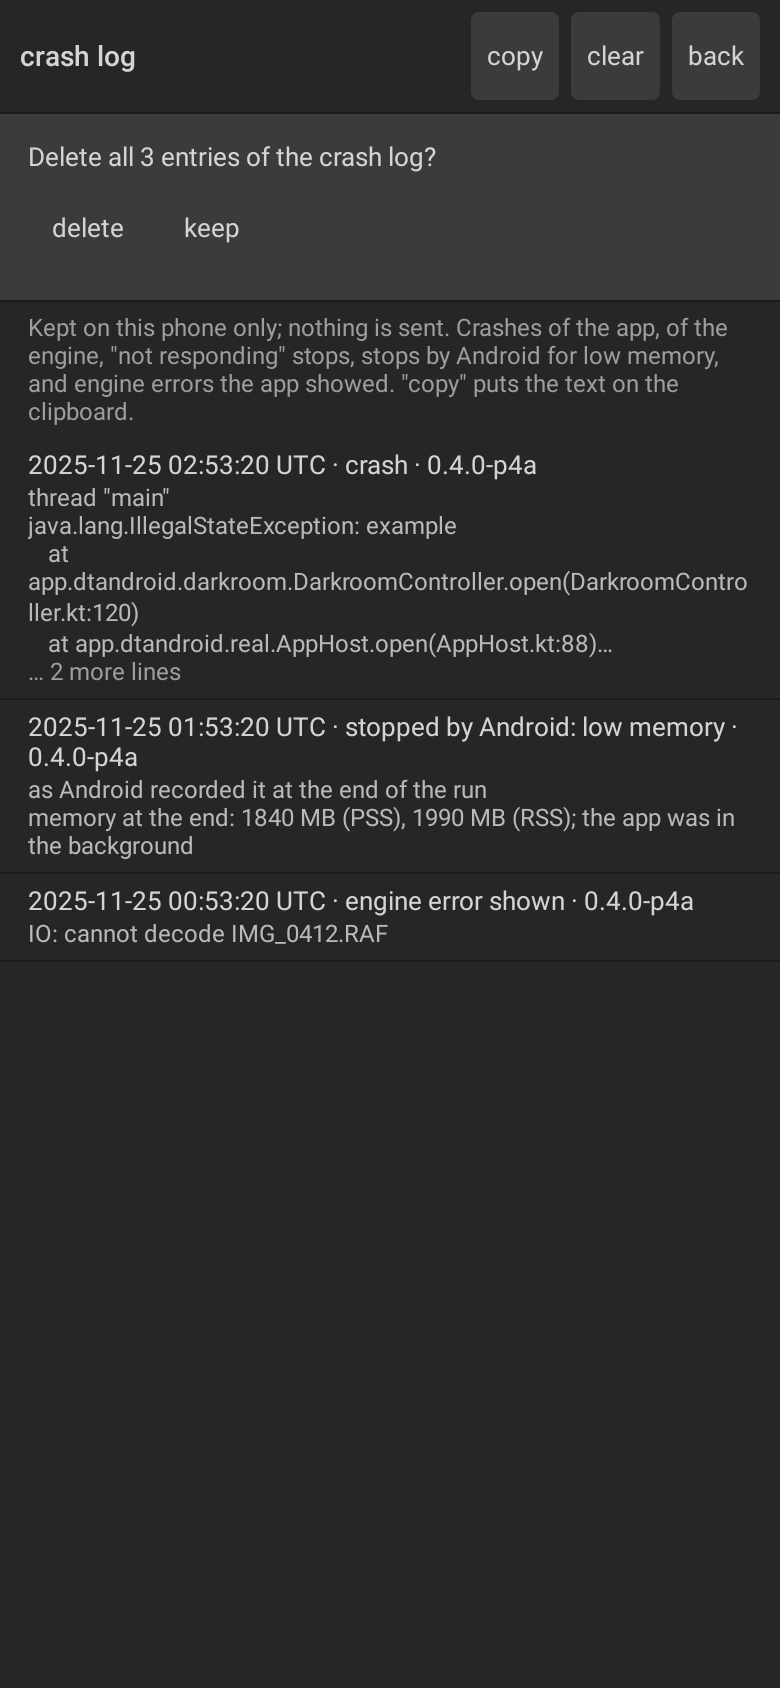 crash log
copy
clear
back
Delete all 3 entries of the crash log?
delete
keep
Kept on this phone only; nothing is sent. Crashes of the app, of the
engine, "not responding" stops, stops by Android for low memory,
and engine errors the app showed. "copy" puts the text on the
clipboard.
2025-11-25 02:53:20 UTC · crash · 0.4.0-p4a
thread "main"
java.lang.IllegalStateException: example
at
app.dtandroid.darkroom.DarkroomController.open(DarkroomContro
ller.kt:120)
at app.dtandroid.real.AppHost.open(AppHost.kt:88)…
… 2 more lines
2025-11-25 01:53:20 UTC · stopped by Android: low memory ·
0.4.0-p4a
as Android recorded it at the end of the run
memory at the end: 1840 MB (PSS), 1990 MB (RSS); the app was in
the background
2025-11-25 00:53:20 UTC · engine error shown · 0.4.0-p4a
IO: cannot decode IMG_0412.RAF